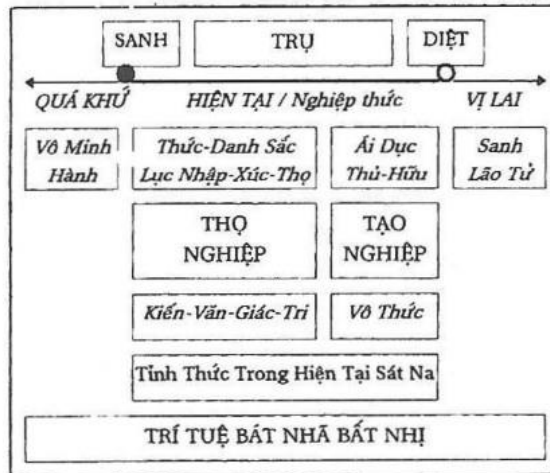 SANH TRỤ DIỆT
QUÁ KHỨ HIỆN TẠI / Nghiệp thức VỊ LAI
Vô Minh Thức-Danh Sắc Ái Dục Sanh
Hành Lục Nhập-Xúc-Thọ Thủ-Hữu Lão Tử
THỌ TẠO
NGHIỆP NGHIỆP
Kiến-Văn-Giác-Tri Vô Thức
Tỉnh Thức Trong Hiện Tại Sát Na
TRÍ TUỆ BÁT NHÃ BẤT NHỊ